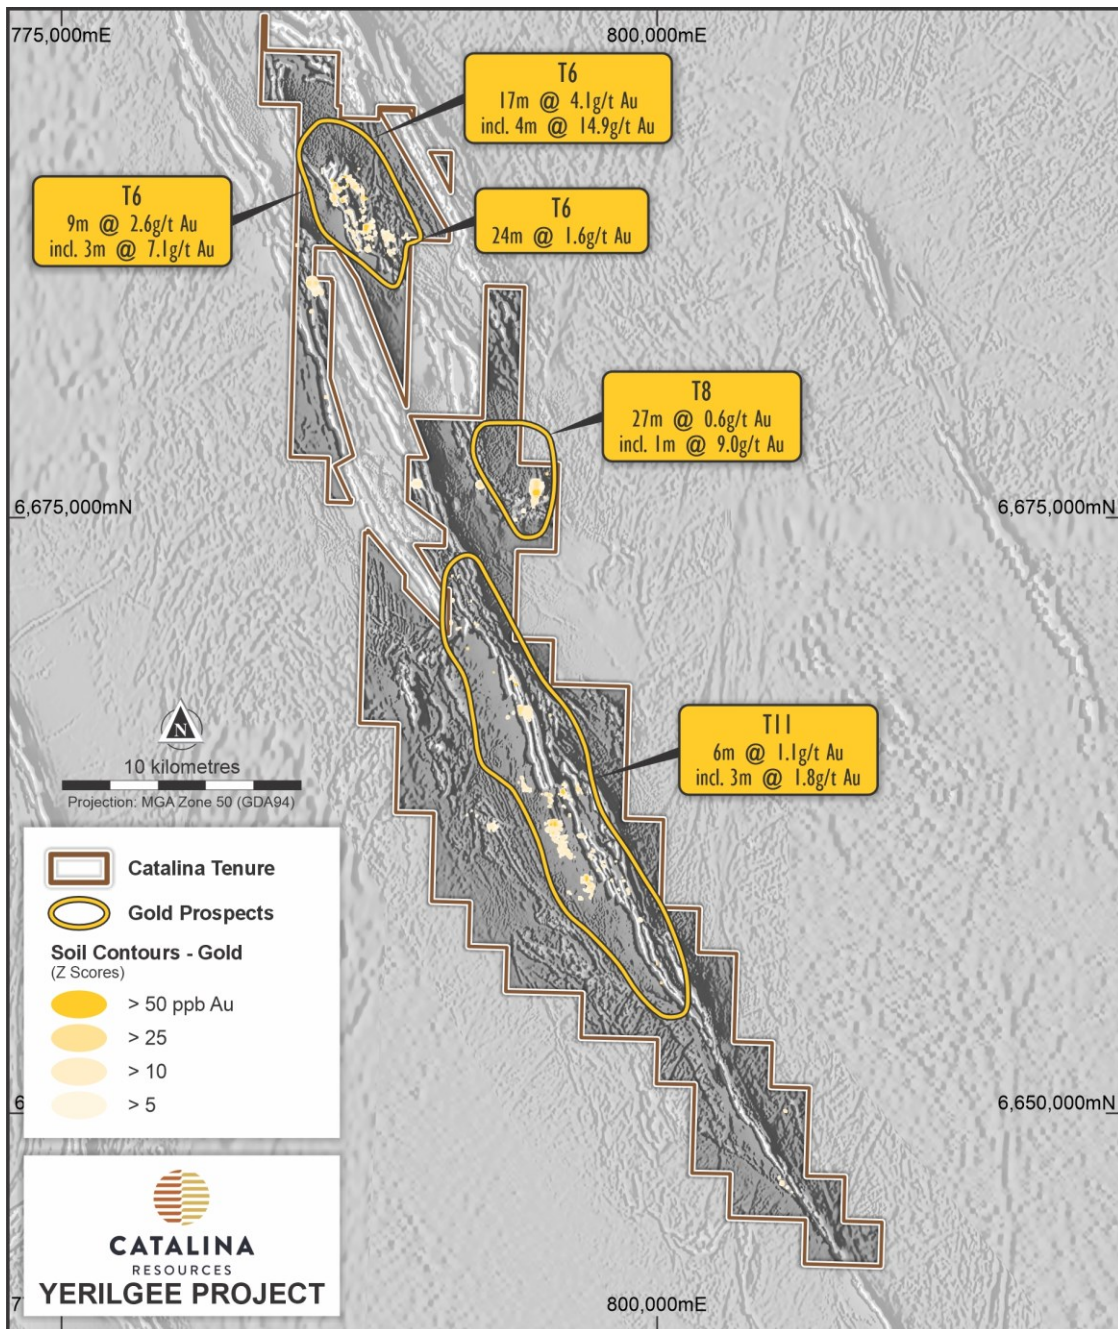 775,000mE
800,000mE
T6
17m @ 4.1g/t Au
incl. 4m @ 14.9g/t Au
T6
9m @ 2.6g/t Au
incl. 3m @ 7.1g/t Au
T6
24m @ 1.6g/t Au
T8
27m @ 0.6g/t Au
incl. 1m @ 9.0g/t Au
6,675,000mN
6,675,000mN
T11
6m @ 1.1g/t Au
incl. 3m @ 1.8g/t Au
N
10 kilometres
Projection: MGA Zone 50 (GDA94)
Catalina Tenure
Gold Prospects
Soil Contours - Gold
(Z Scores)
> 50 ppb Au
> 25
> 10
> 5
6,650,000mN
CATALINA
RESOURCES
YERILGEE PROJECT
800,000mE